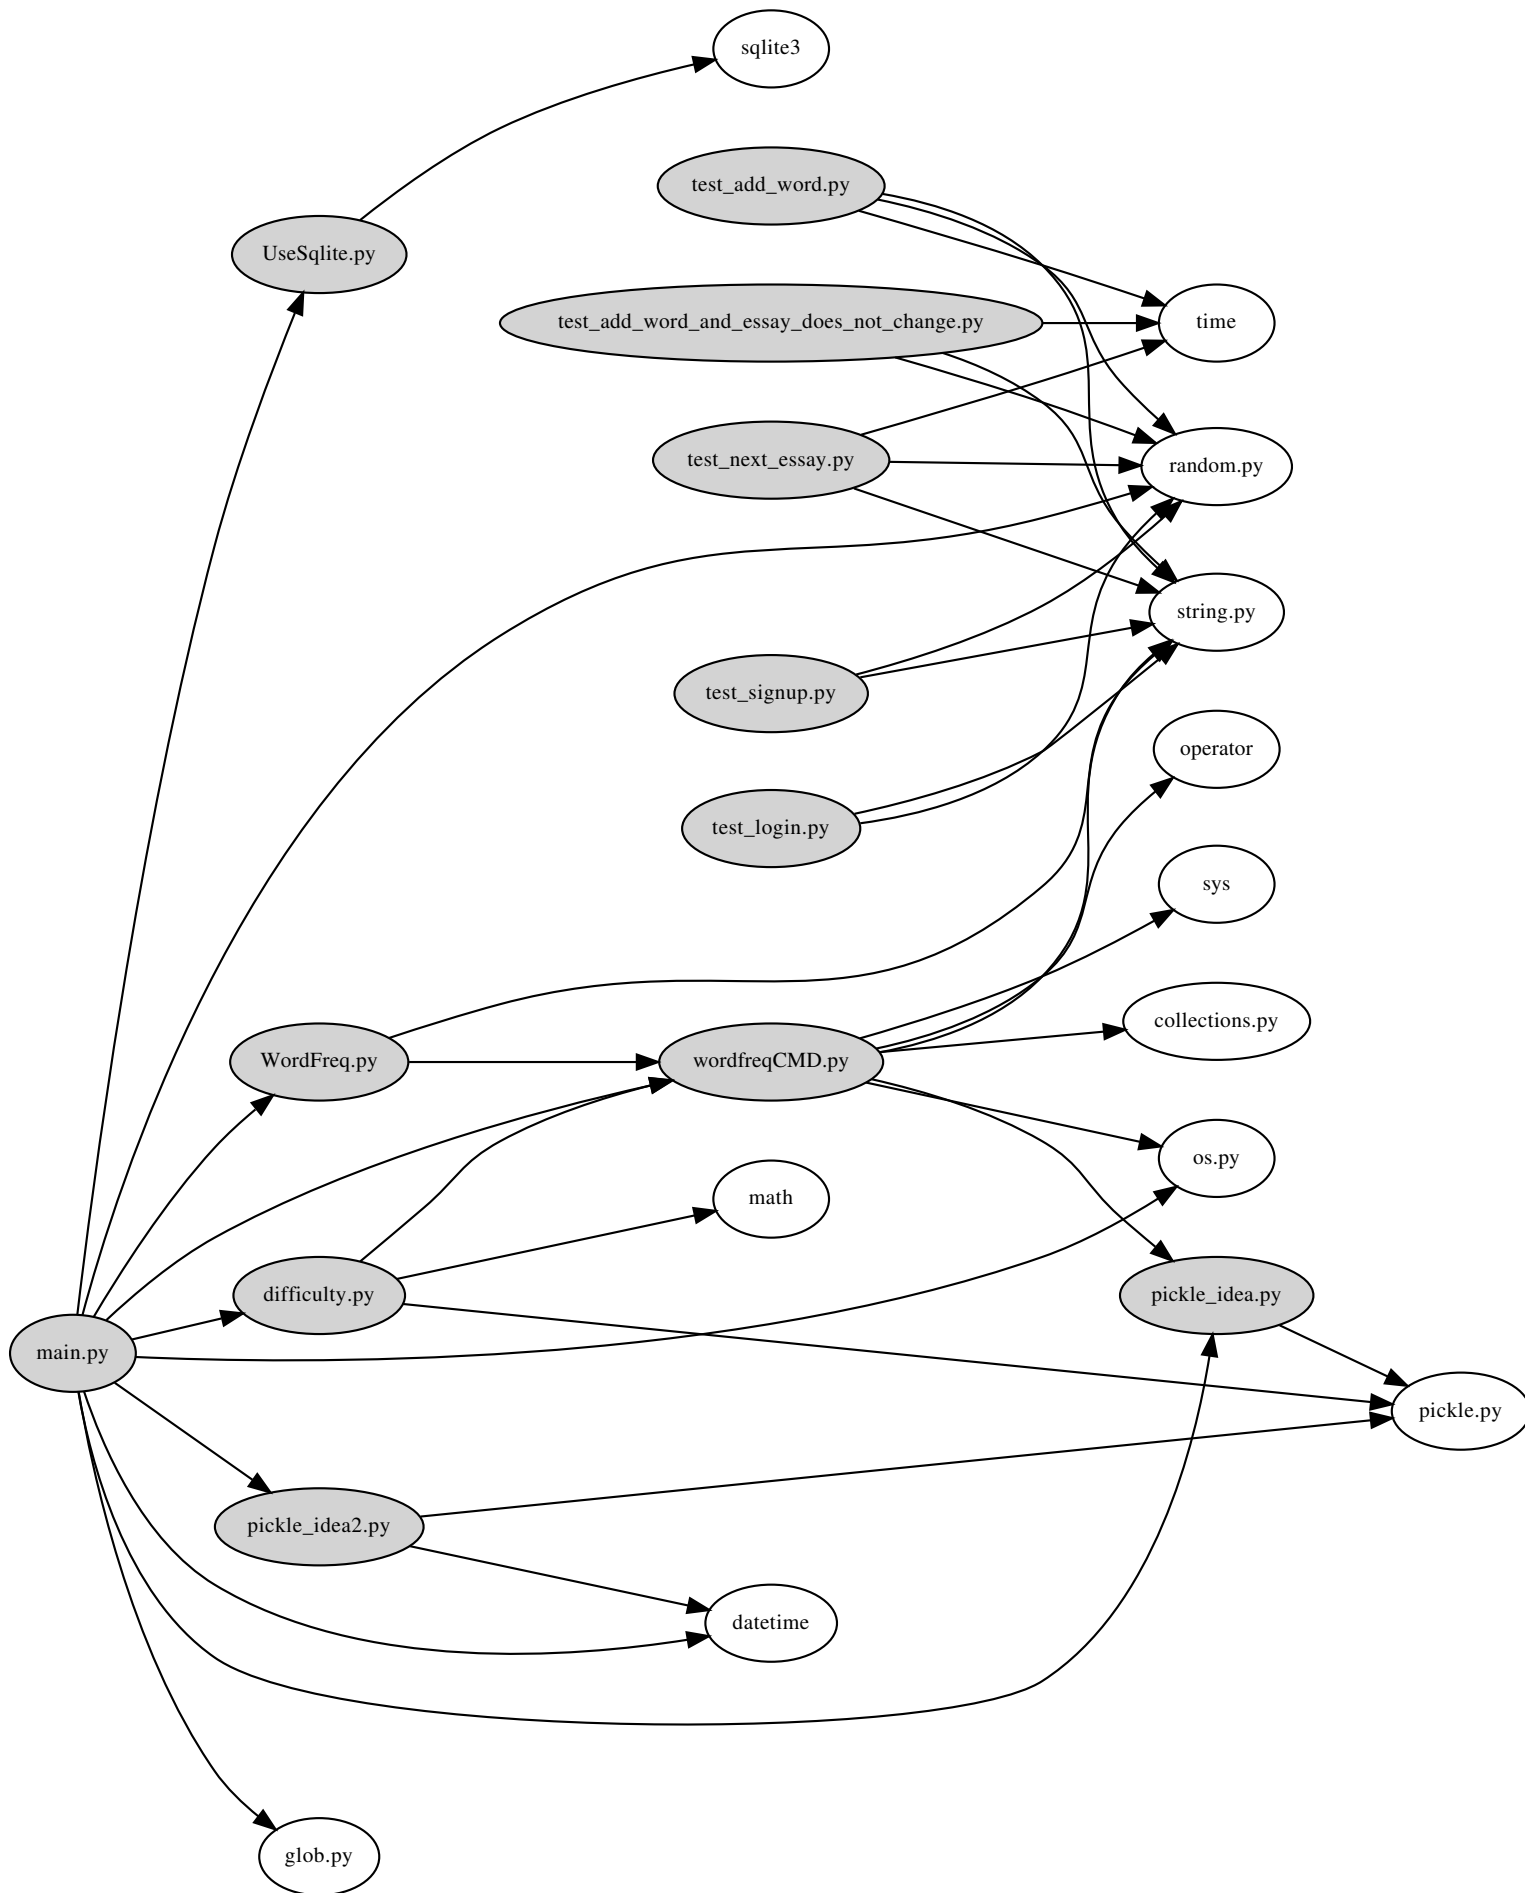 sqlite3
test_add_word.py
UseSqlite.py
test_add_word_and_essay_does_not_change.py
time
test_next_essay.py
random.py
string.py
test_signup.py
operator
test_login.py
sys
collections.py
WordFreq.py
wordfreqCMD.py
os.py
math
difficulty.py
pickle_idea.py
main.py
pickle.py
pickle_idea2.py
datetime
glob.py